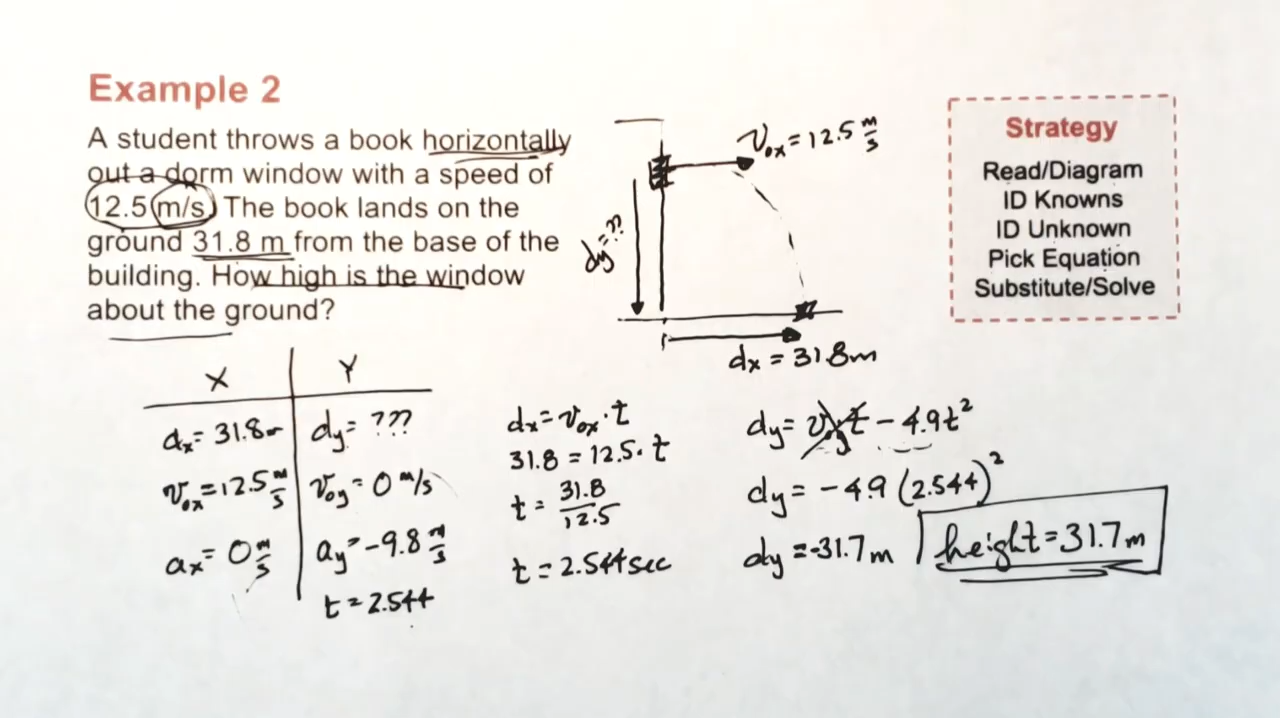 Example 2
A student throws a book horizontally
out a dorm window with a speed of
12.5 m/s. The book lands on the
ground 31.8 m from the base of the
building. How high is the window
about the ground?
v₀ₓ = 12.5 m/s
dy = ??
dx = 31.8m
Strategy
Read/Diagram
ID Knowns
ID Unknown
Pick Equation
Substitute/Solve
X Y
dx = 31.8m dy = ???
v₀ₓ = 12.5 m/s v₀y = 0 m/s
ax = 0 m/s ay = -9.8 m/s
t = 2.544
dx = v₀ₓ · t
31.8 = 12.5 · t
t = 31.8/12.5
t = 2.544 sec
dy = v₀yt - 4.9t²
dy = -4.9 (2.544)²
dy = -31.7 m
height = 31.7 m